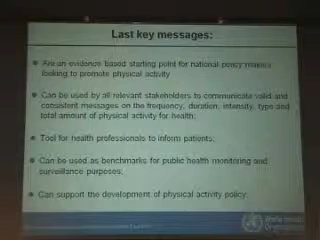 Last key messages:
Are an evidence based starting point for national policy makers
looking to promote physical activity
Can be used by all relevant stakeholders to communicate valid and
consistent messages on the frequency, duration, intensity, type and
total amount of physical activity for health;
Tool for health professionals to inform patients;
Can be used as benchmarks for public health monitoring and
surveillance purposes;
Can support the development of physical activity policy
World Health